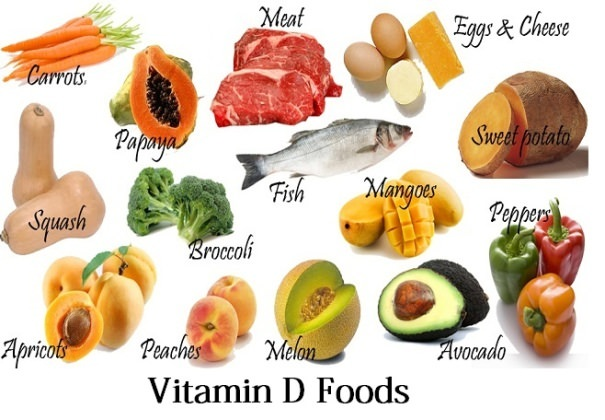 Meat
Eggs & Cheese
Carrots
Papaya
Sweet potato
Fish
Mangoes
Squash
Broccoli
Peppers
Apricots
Peaches
Melon
Avocado
Vitamin D Foods